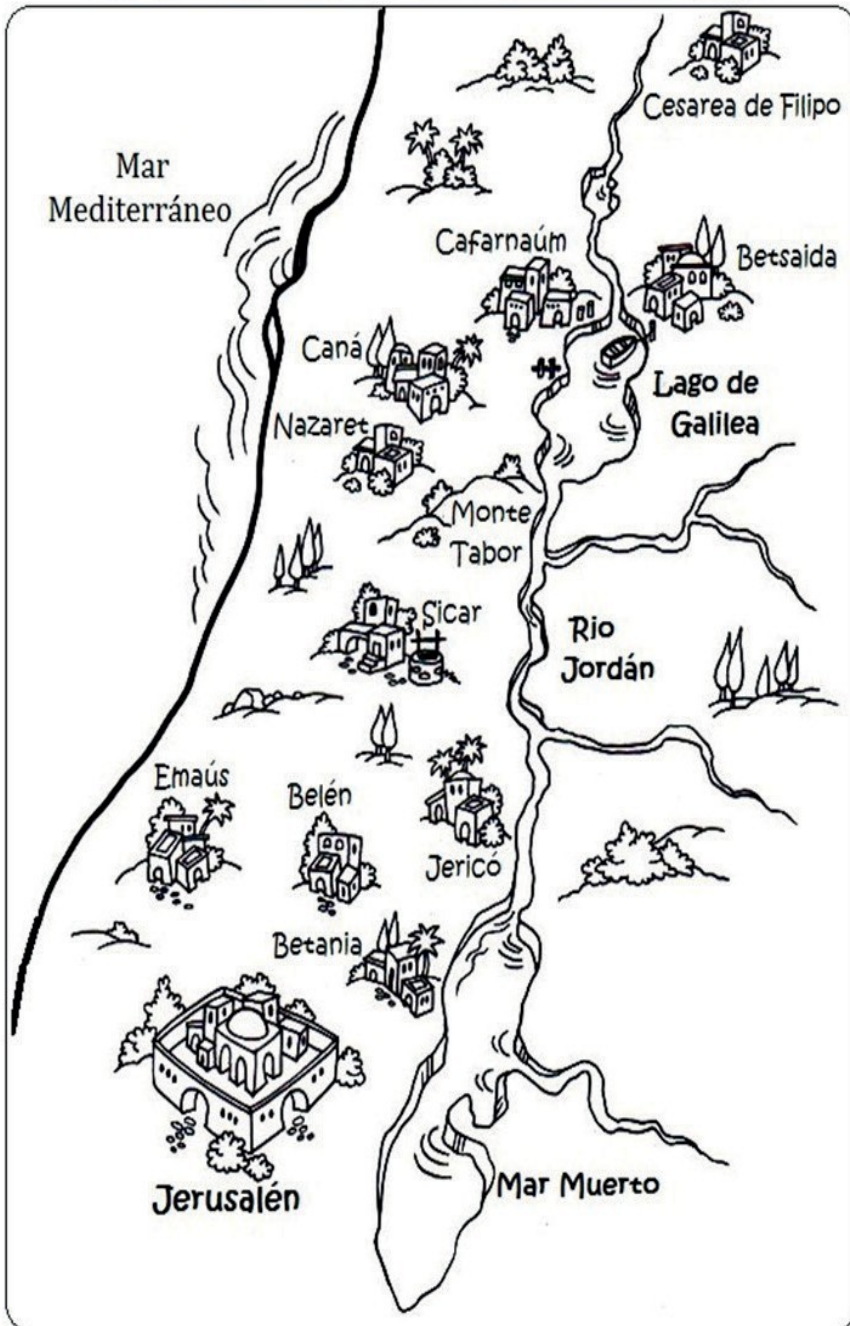 Cesarea de Filipo
Mar
Mediterráneo
Cafarnaúm
Betsaida
Caná
Lago de
Galilea
Nazaret
Monte
Tabor
Sicar
Rio
Jordán
Emaús
Belén
Jericó
Betania
Jerusalén
Mar Muerto